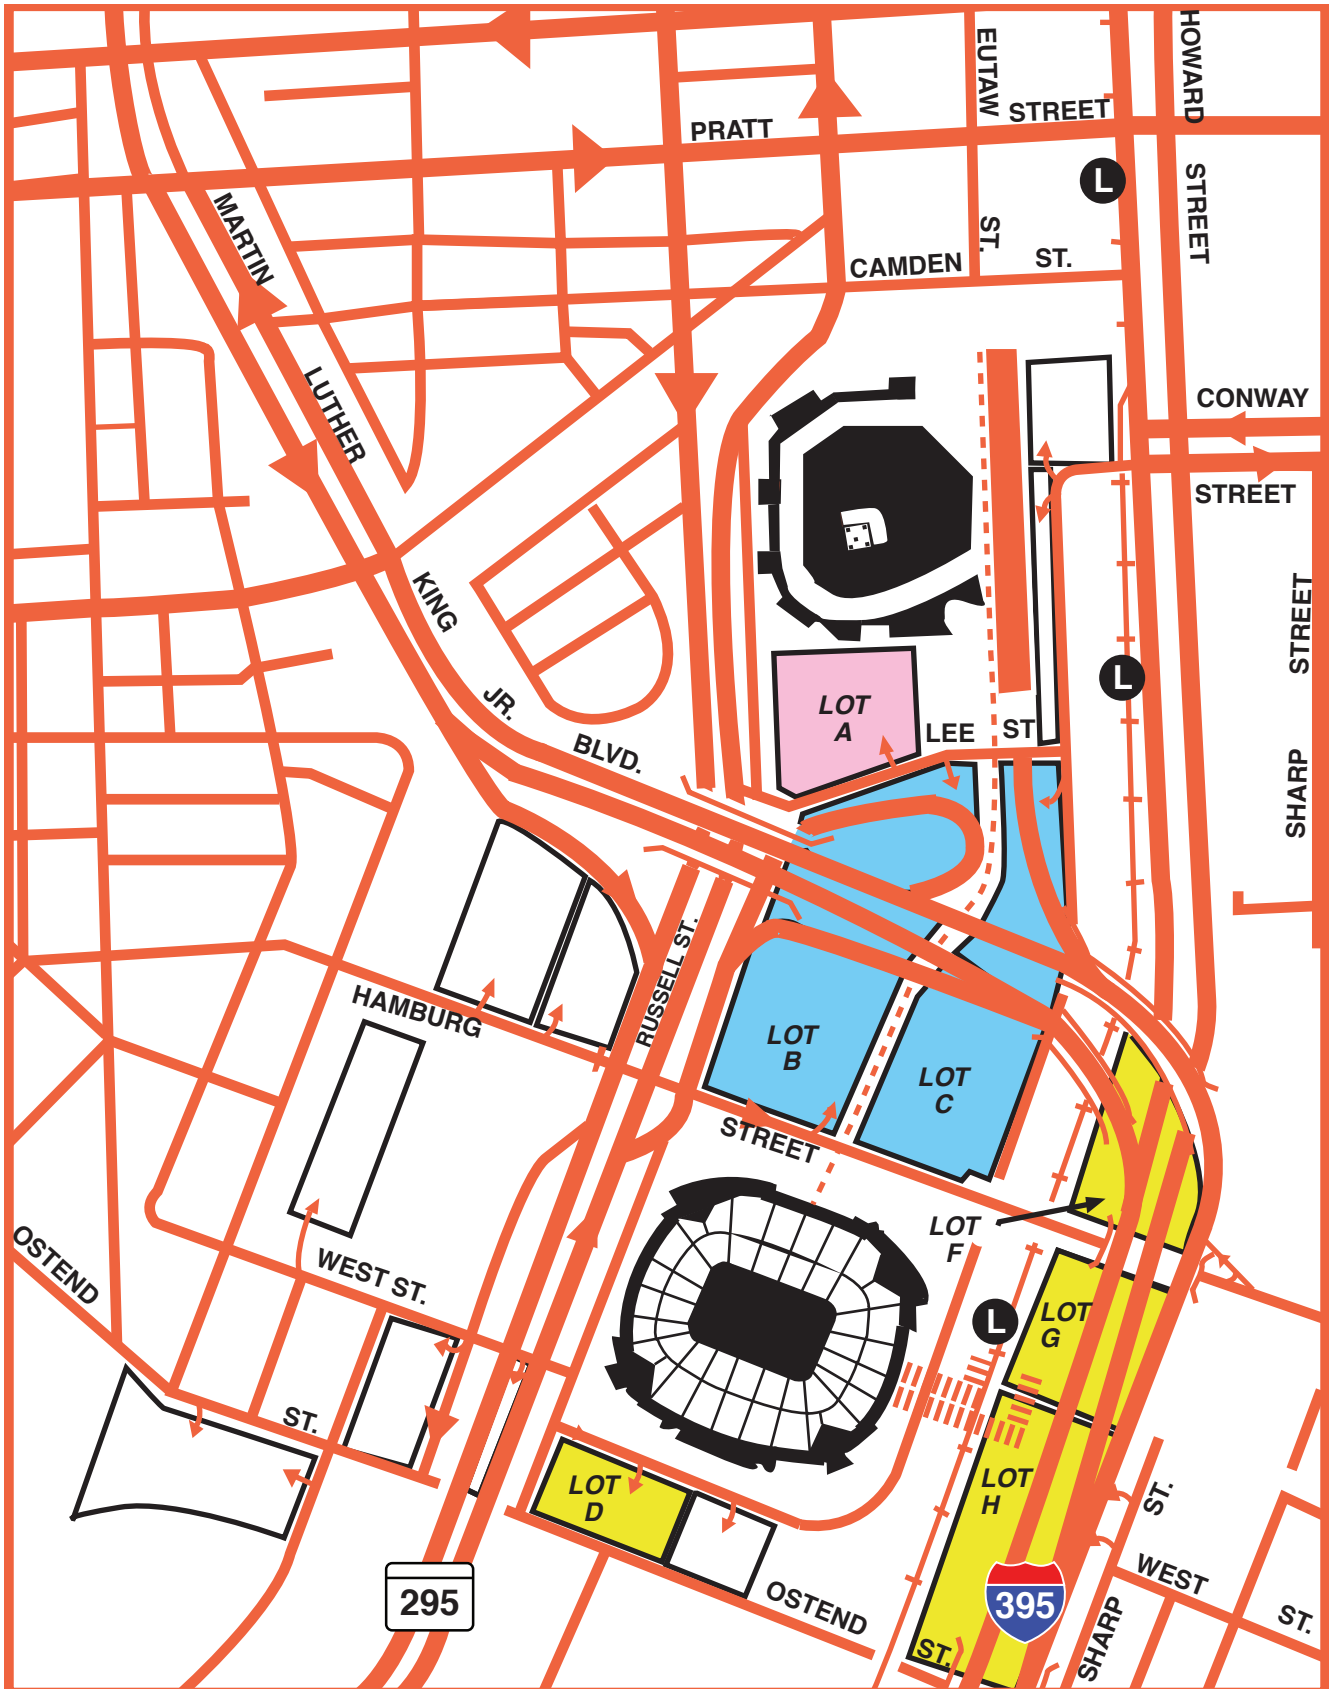 EUTAW
ST.
HOWARD
STREET
PRATT
STREET
L
MARTIN
LUTHER
KING
JR.
BLVD.
CAMDEN
ST.
CONWAY
STREET
STREET
SHARP
L
LOT
A
LEE
ST
RUSSELL ST.
HAMBURG
STREET
LOT
B
LOT
C
LOT
F
OSTEND
ST.
WEST ST.
L
LOT
G
LOT
H
LOT
D
295
395
OSTEND
ST.
SHARP
ST.
WEST
ST.